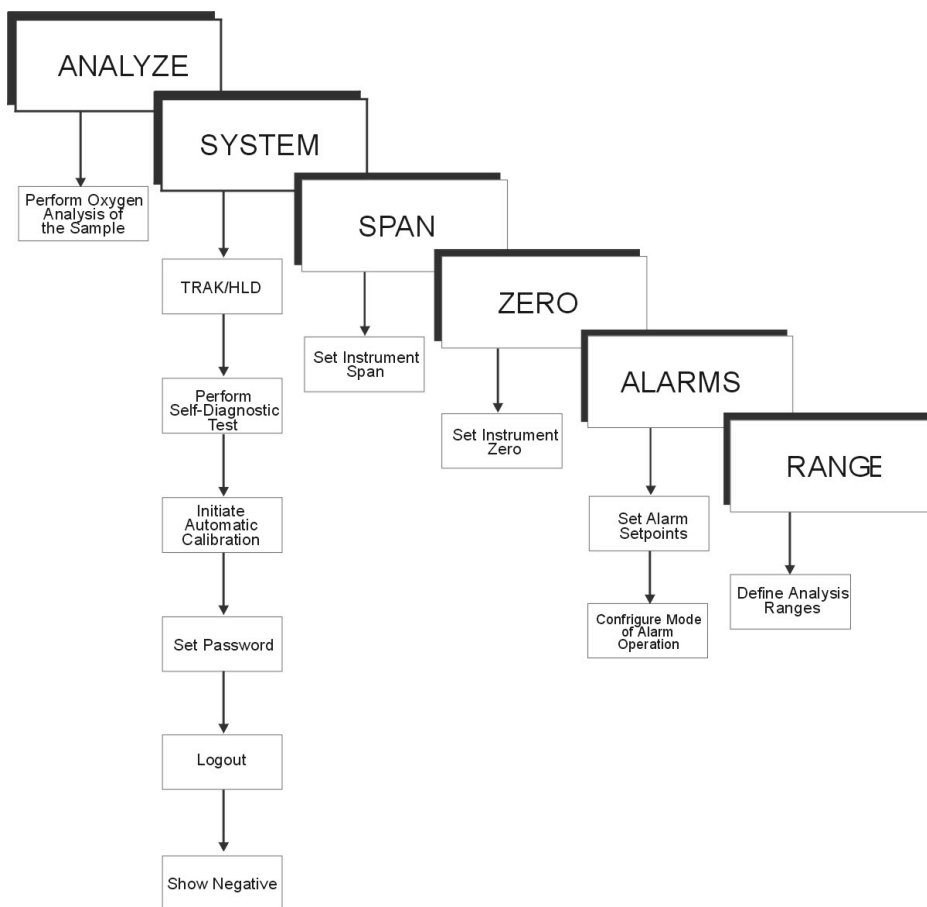 ANALYZE
Perform Oxygen
Analysis of
the Sample
SYSTEM
TRAK/HLD
Perform
Self-Diagnostic
Test
Initiate
Automatic
Calibration
Set Password
Logout
Show Negative
SPAN
Set Instrument
Span
ZERO
Set Instrument
Zero
ALARMS
Set Alarm
Setpoints
Confrigure Mode
of Alarm
Operation
RANGE
Define Analysis
Ranges